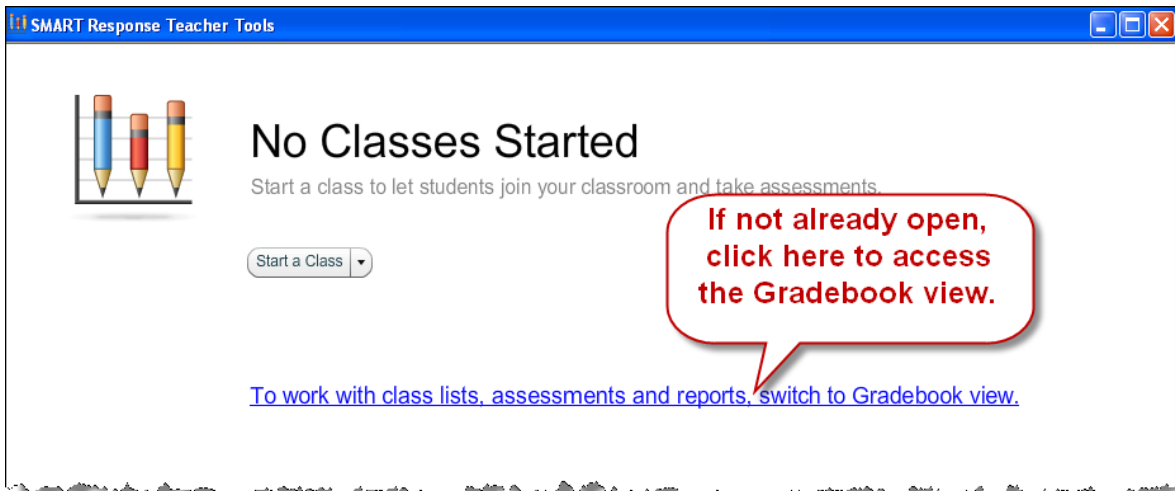 SMART Response Teacher Tools
No Classes Started
Start a class to let students join your classroom and take assessments.
If not already open,
click here to access
the Gradebook view.
Start a Class
To work with class lists, assessments and reports, switch to Gradebook view.